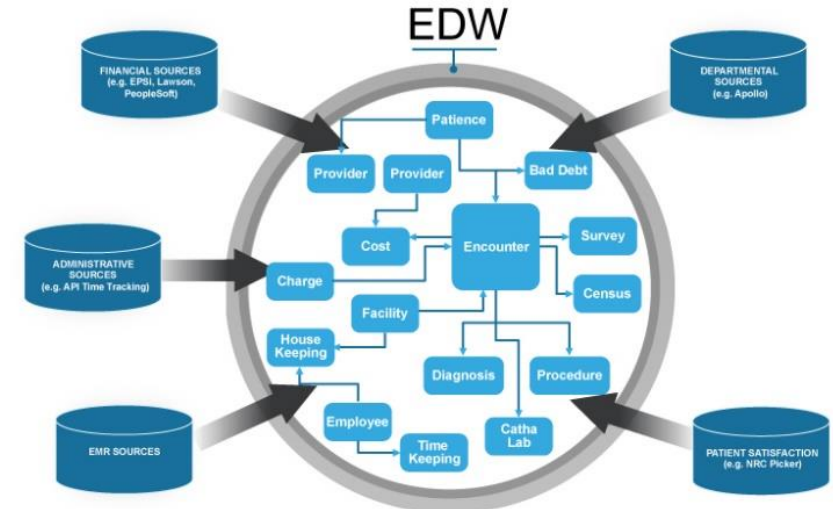 EDW
FINANCIAL SOURCES
(e.g. EPSi, Lawson,
PeopleSoft)
DEPARTMENTAL
SOURCES
(e.g. Apollo)
Patience
Provider
Provider
Bad Debt
Cost
Encounter
Survey
ADMINISTRATIVE
SOURCES
(e.g. API Time Tracking)
Charge
Census
Facility
House
Keeping
Diagnosis
Procedure
Employee
Catha
Lab
Time
Keeping
EMR SOURCES
PATIENT SATISFACTION
(e.g. NRC Picker)